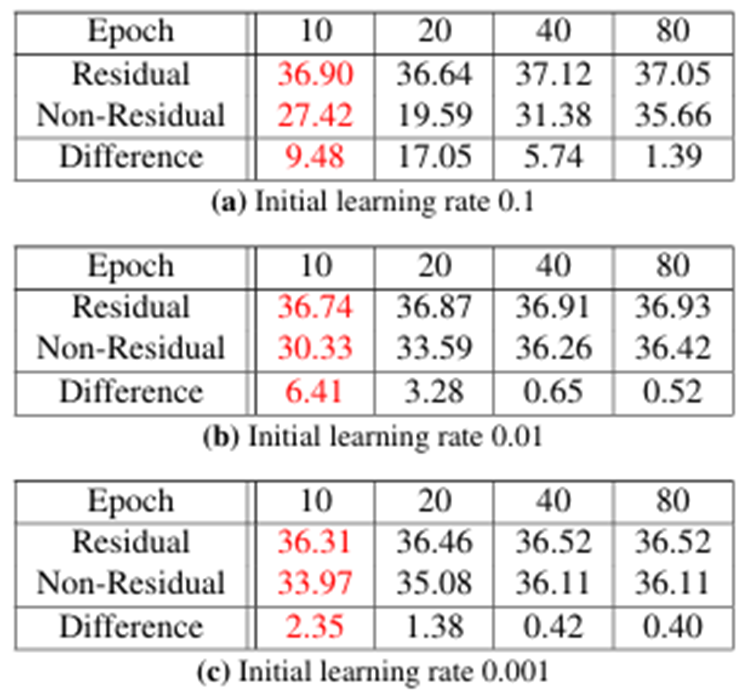 Epoch 10 20 40 80
Residual 36.90 36.64 37.12 37.05
Non-Residual 27.42 19.59 31.38 35.66
Difference 9.48 17.05 5.74 1.39
(a) Initial learning rate 0.1
Epoch 10 20 40 80
Residual 36.74 36.87 36.91 36.93
Non-Residual 30.33 33.59 36.26 36.42
Difference 6.41 3.28 0.65 0.52
(b) Initial learning rate 0.01
Epoch 10 20 40 80
Residual 36.31 36.46 36.52 36.52
Non-Residual 33.97 35.08 36.11 36.11
Difference 2.35 1.38 0.42 0.40
(c) Initial learning rate 0.001